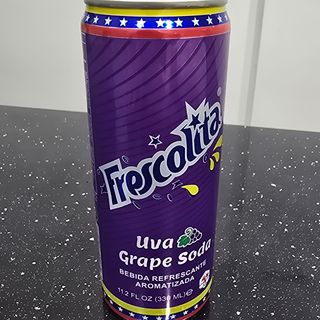 Frescolita
Uva
Grape Soda
BEBIDA REFRESCANTE
AROMATIZADA
11.2 FL OZ (330 ML) ℮